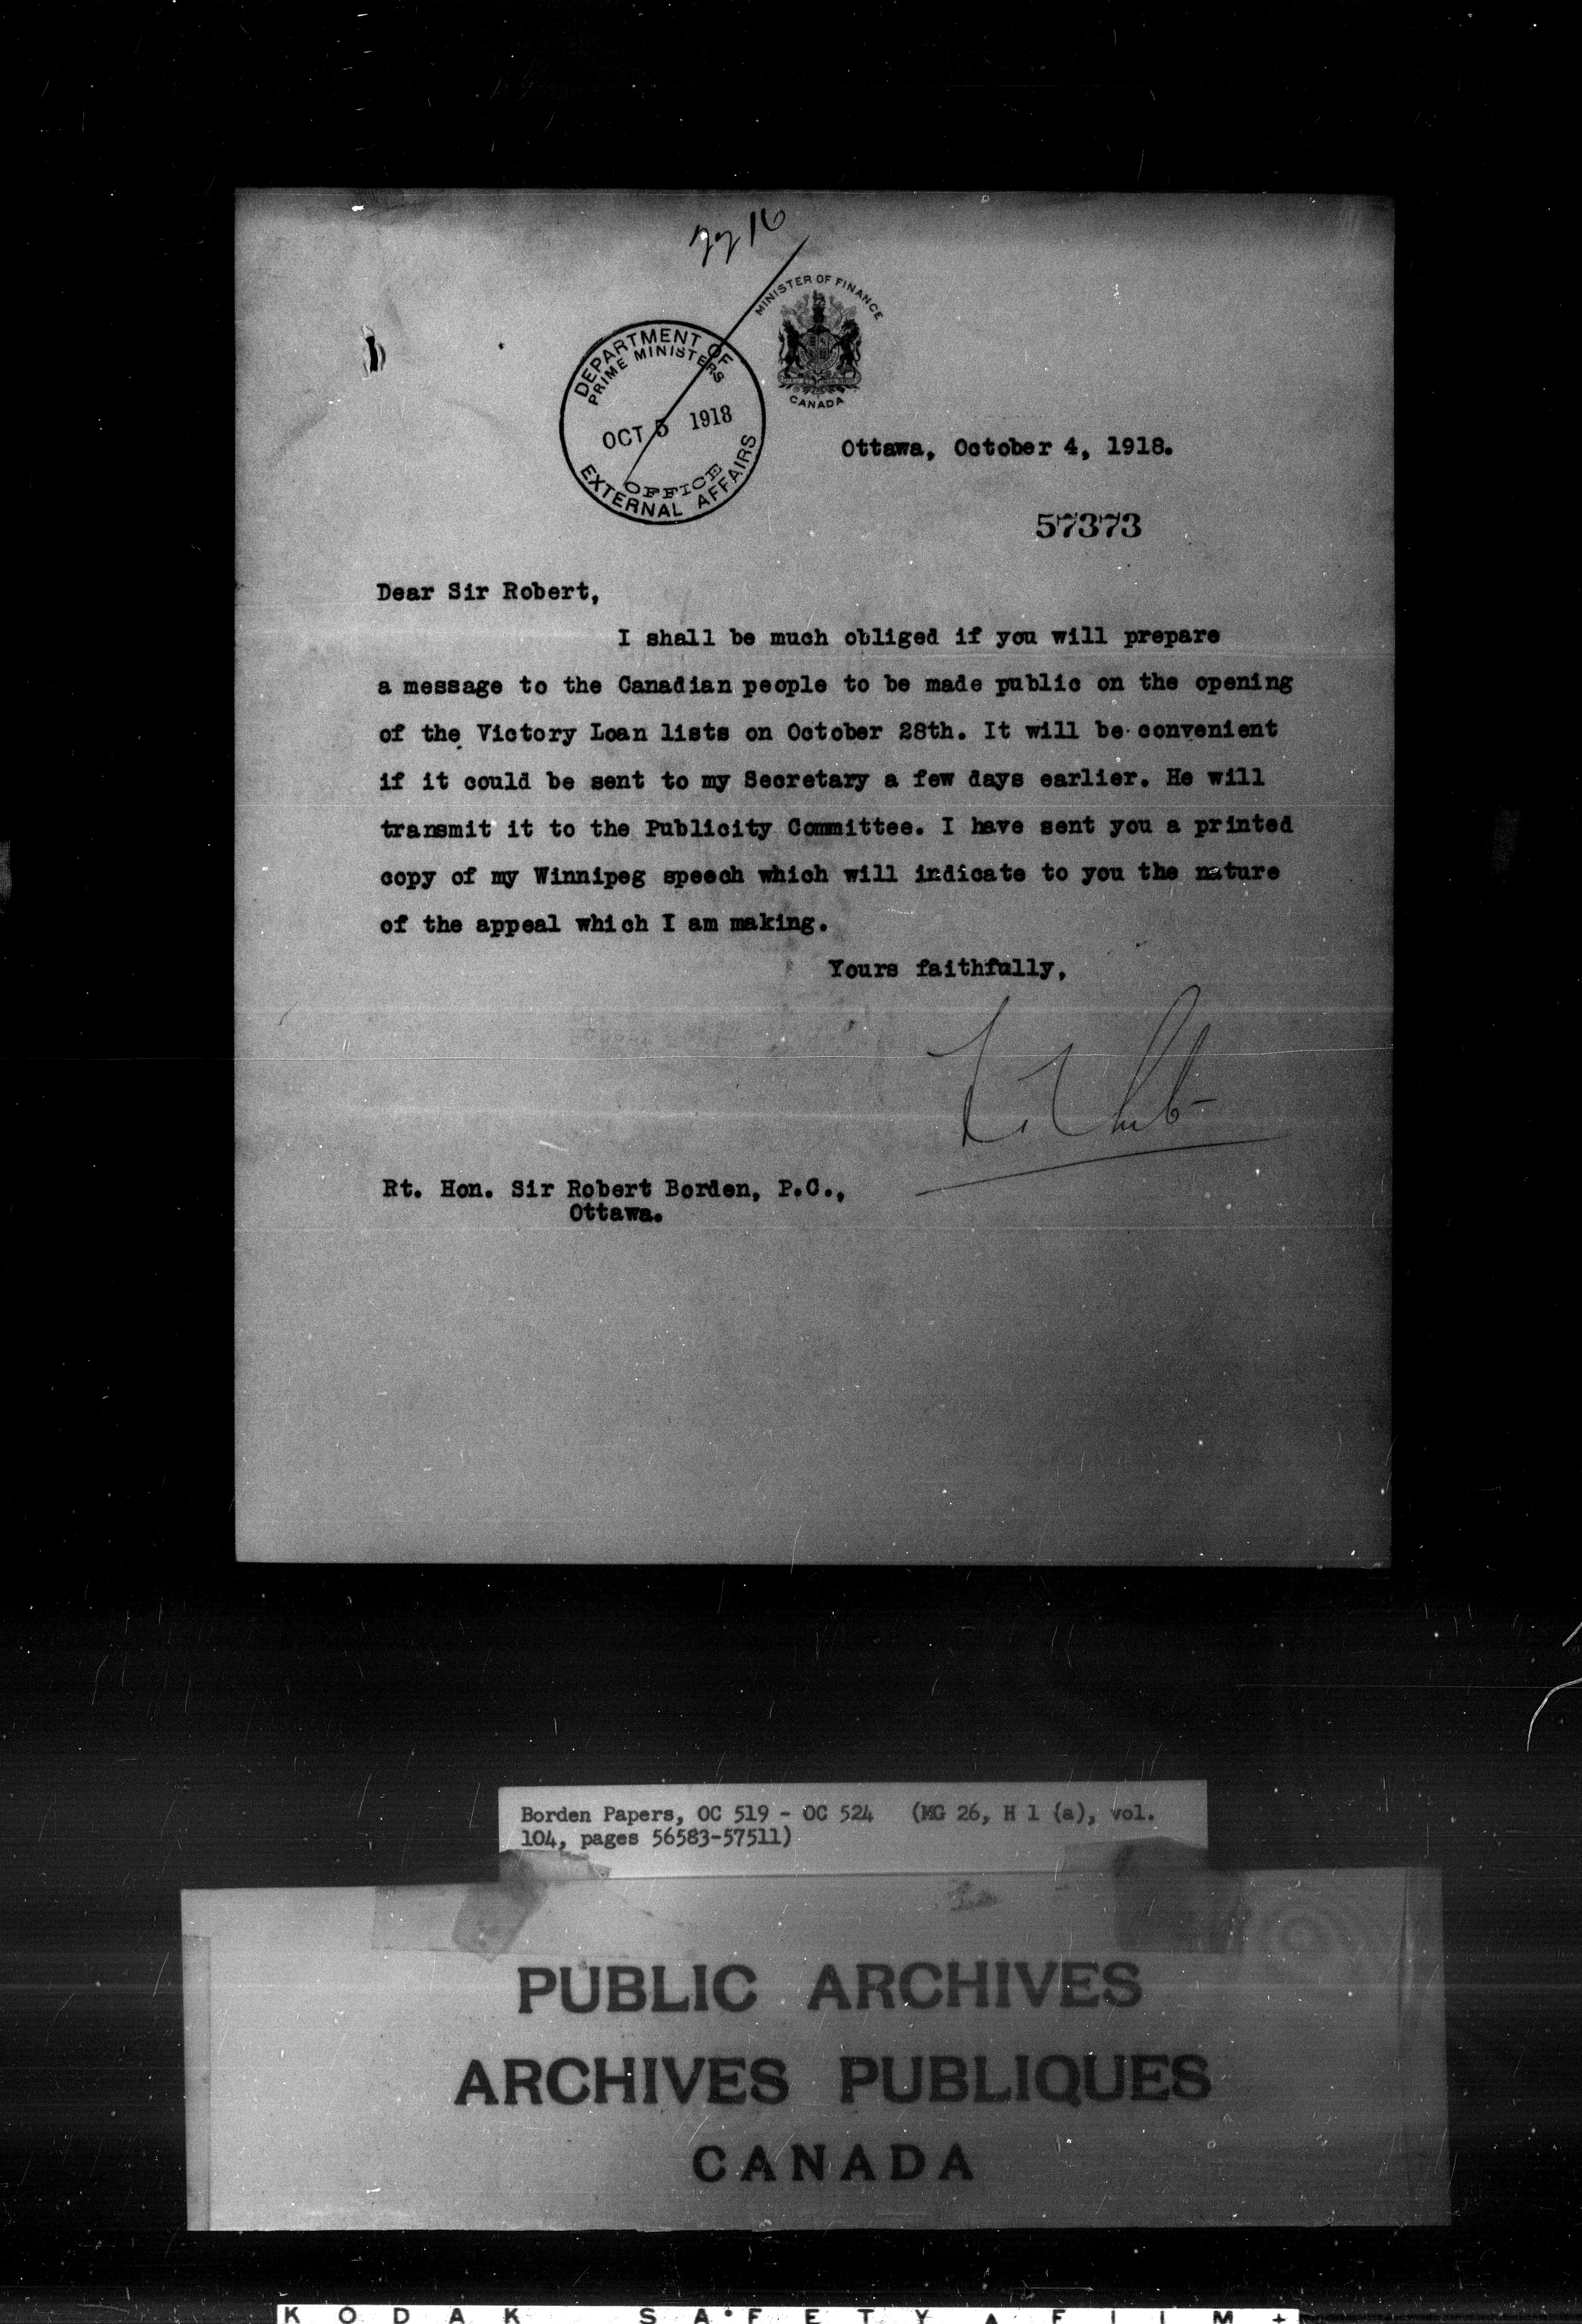 MINISTER OF FINANCE
CANADA
DEPARTMENT OF
PRIME MINISTERS
OCT 5 1918
OFFICE
EXTERNAL AFFAIRS
Ottawa, October 4, 1918.
57373
Dear Sir Robert,
I shall be much obliged if you will prepare
a message to the Canadian people to be made public on the opening
of the Victory Loan lists on October 28th. It will be convenient
if it could be sent to my Secretary a few days earlier. He will
transmit it to the Publicity Committee. I have sent you a printed
copy of my Winnipeg speech which will indicate to you the nature
of the appeal which I am making.
Yours faithfully,
Rt. Hon. Sir Robert Borden, P.C.,
Ottawa.
Borden Papers, OC 519 - OC 524 (MG 26, H 1 (a), vol.
104, pages 56583-57511)
PUBLIC ARCHIVES
ARCHIVES PUBLIQUES
CANADA
KODAK SAFETY FILM